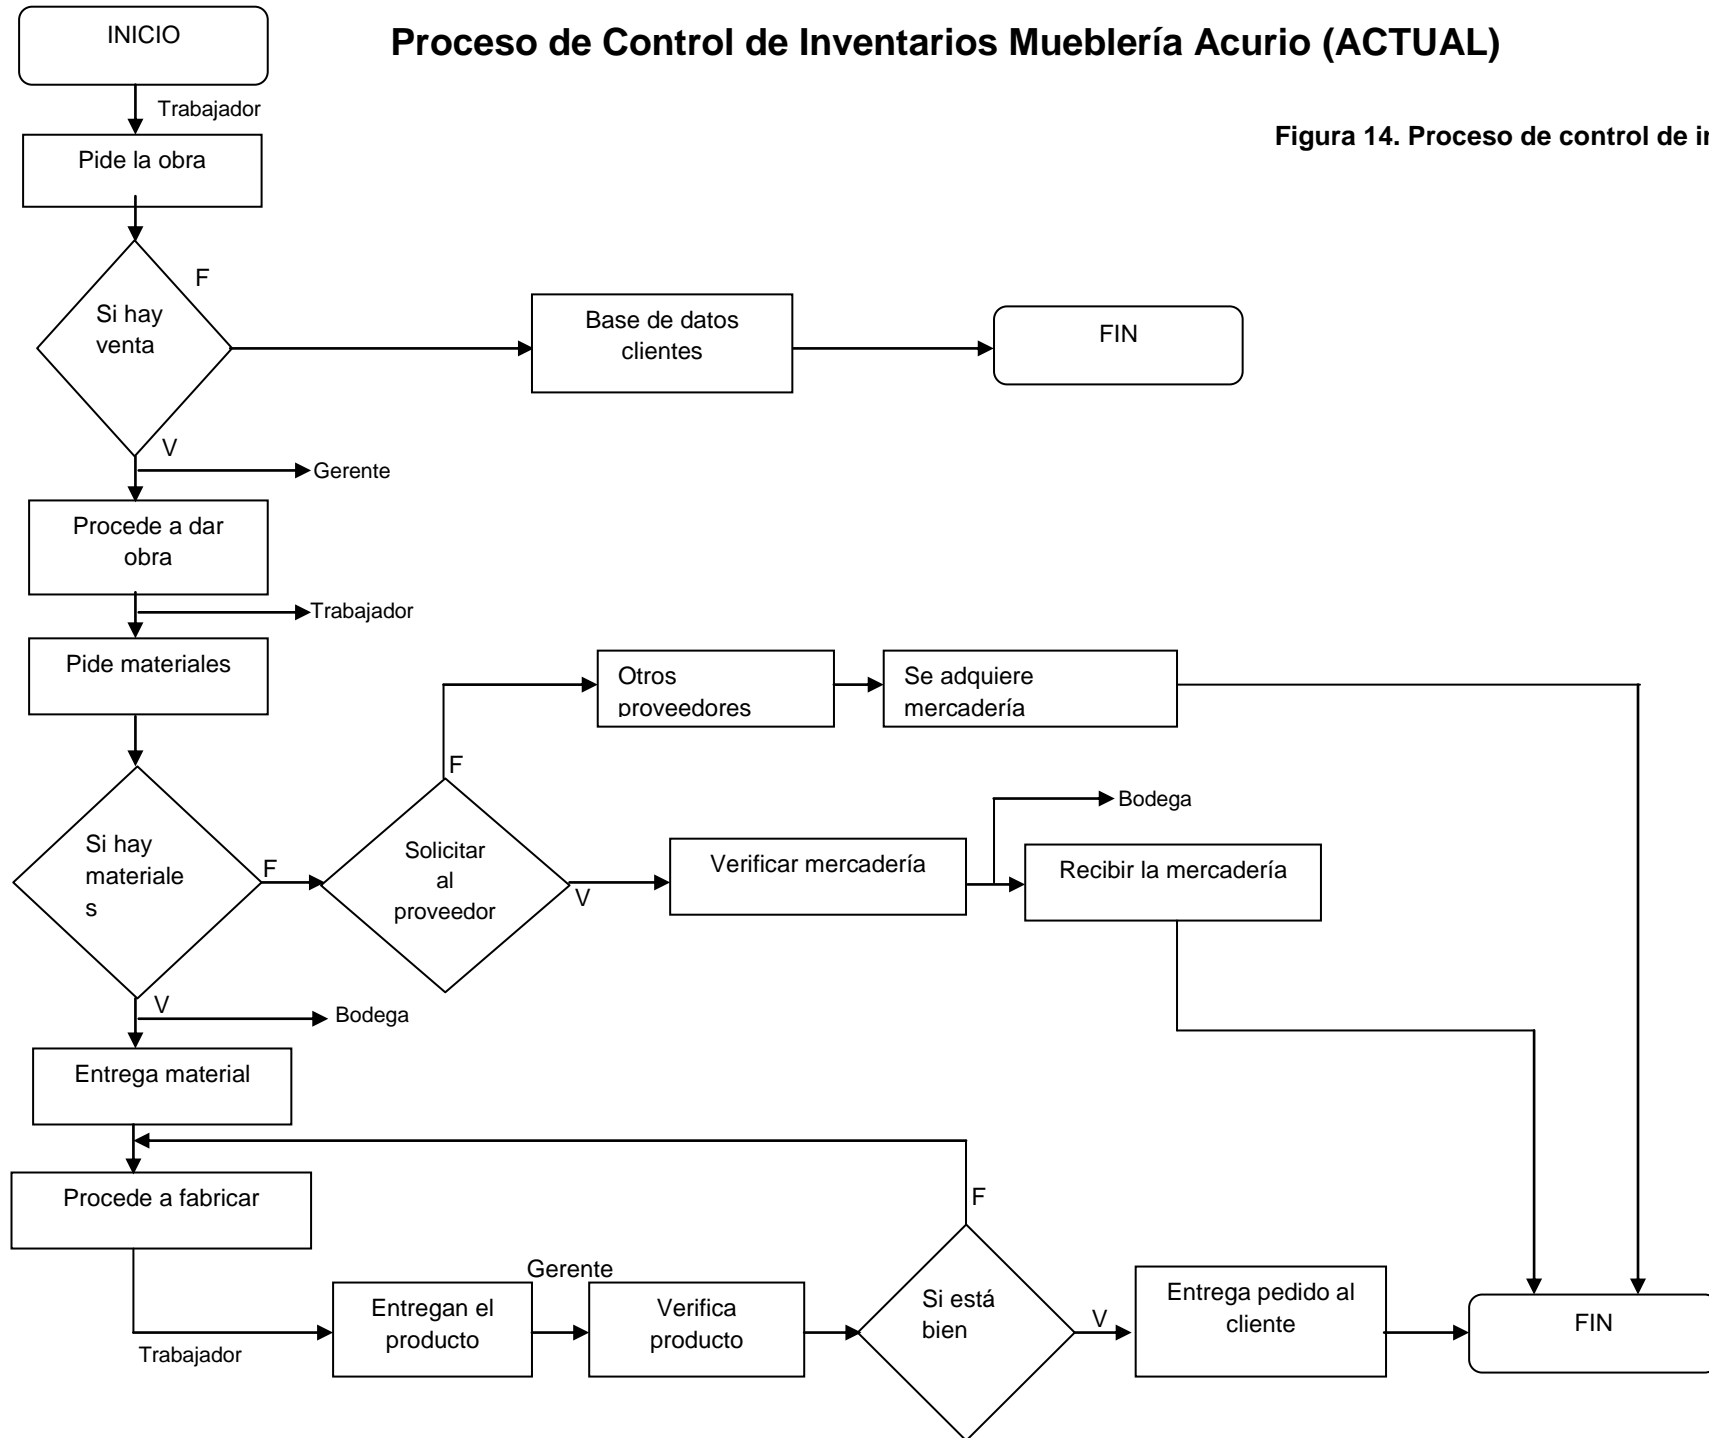 INICIO
Proceso de Control de Inventarios Mueblería Acurio (ACTUAL)
Trabajador
Figura 14. Proceso de control de
Pide la obra
F
Si hay
venta
Base de datos
clientes
FIN
V
Gerente
Procede a dar
obra
Trabajador
Pide materiales
Otros
proveedores
Se adquiere
mercadería
F
Bodega
Si hay
materiale
s
F
Solicitar
al
proveedor
V
Verificar mercadería
Recibir la mercadería
V
Bodega
Entrega material
Procede a fabricar
F
Gerente
Entregan el
producto
Verifica
producto
Si está
bien
V
Entrega pedido al
cliente
FIN
Trabajador